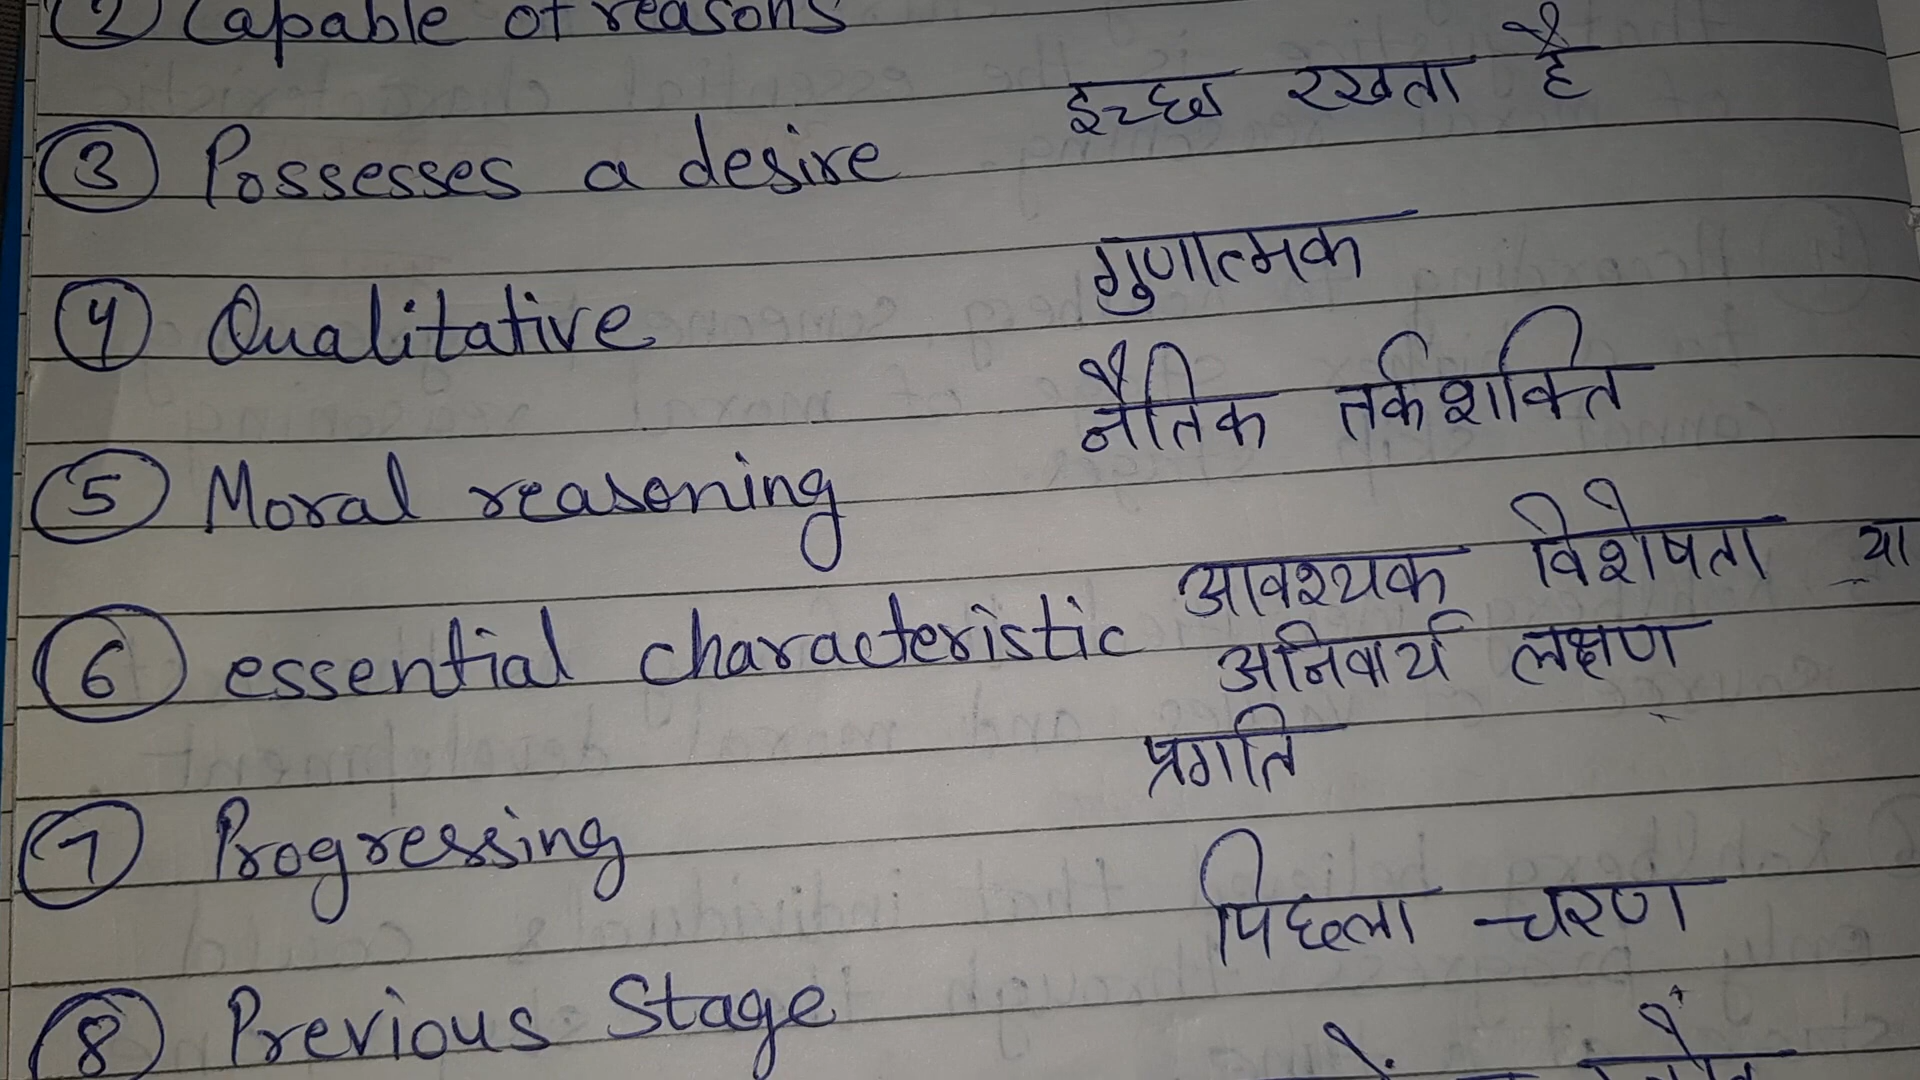 ② Capable of reasons
इच्छा रखता है
③ Possesses a desire
गुणात्मक
④ Qualitative
नैतिक तर्कशक्ति
⑤ Moral reasoning
आवश्यक विशेषता या
⑥ essential characteristic अनिवार्य लक्षण
प्रगति
⑦ Progressing
पिछला चरण
⑧ Previous Stage